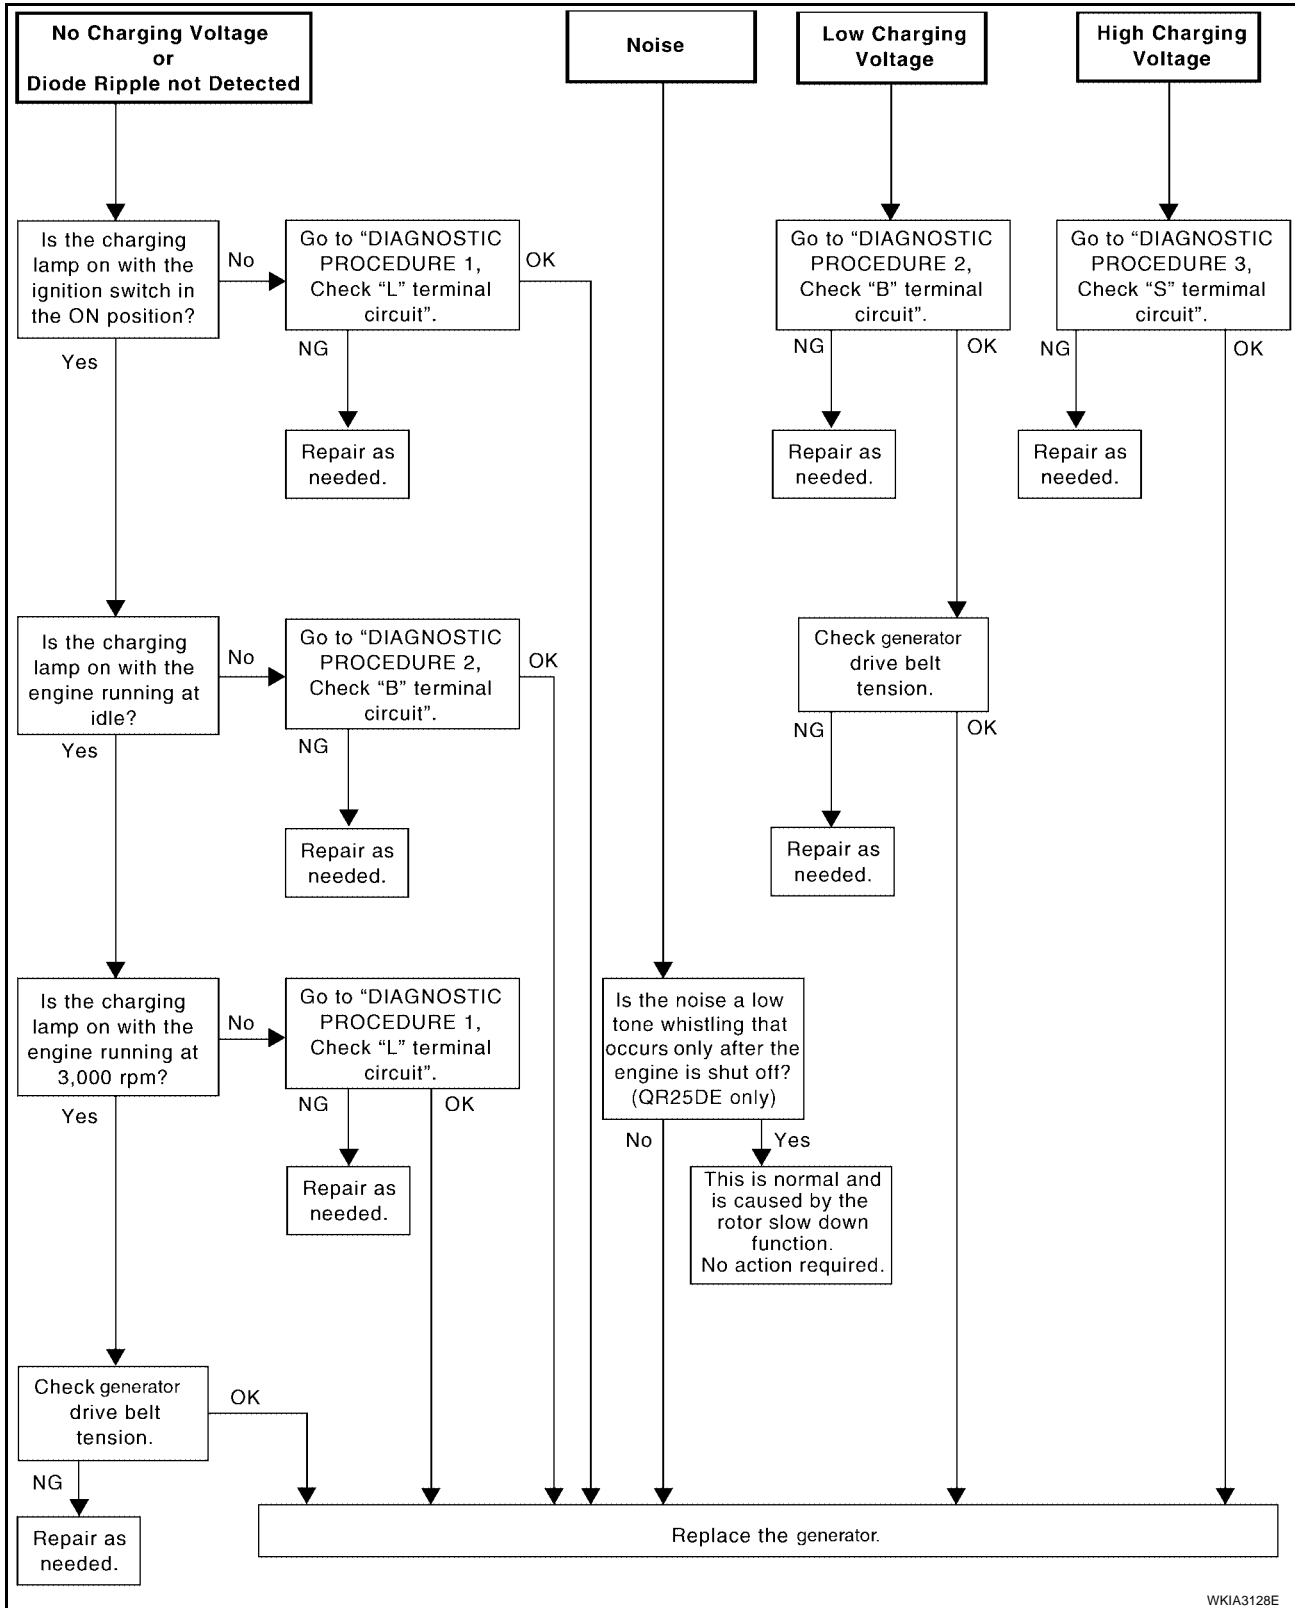 No Charging Voltage
or
Diode Ripple not Detected
Noise
Low Charging
Voltage
High Charging
Voltage
Is the charging
lamp on with the
ignition switch in
the ON position?
No
Yes
Go to “DIAGNOSTIC
PROCEDURE 1,
Check “L” terminal
circuit”.
OK
NG
Repair as
needed.
Go to “DIAGNOSTIC
PROCEDURE 2,
Check “B” terminal
circuit”.
NG
OK
Repair as
needed.
Go to “DIAGNOSTIC
PROCEDURE 3,
Check “S” termimal
circuit”.
NG
OK
Repair as
needed.
Is the charging
lamp on with the
engine running at
idle?
No
Yes
Go to “DIAGNOSTIC
PROCEDURE 2,
Check “B” terminal
circuit”.
OK
NG
Repair as
needed.
Check generator
drive belt
tension.
NG
OK
Repair as
needed.
Is the charging
lamp on with the
engine running at
3,000 rpm?
No
Yes
Go to “DIAGNOSTIC
PROCEDURE 1,
Check “L” terminal
circuit”.
NG
OK
Repair as
needed.
Is the noise a low
tone whistling that
occurs only after the
engine is shut off?
(QR25DE only)
No
Yes
This is normal and
is caused by the
rotor slow down
function.
No action required.
Check generator
drive belt
tension.
OK
NG
Repair as
needed.
Replace the generator.
WKIA3128E